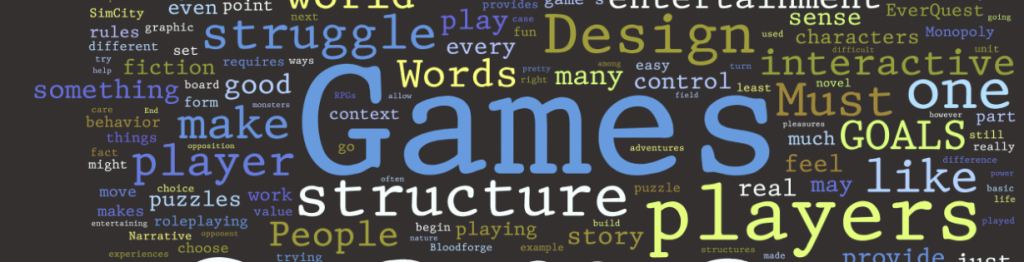 SimCity even point world provides game's entertainment EverQuest
rules graphic next play case fun Design sense characters Monopoly going
different set struggle every used difficult unit
try help fiction requires ways Words many easy among turn interactive
something board good pretty right control least novel one
care End form monsters RPGs allow context field Must however part
behavior make pleasures much GOALS still
things opposition go adventures really
fact might player feel difference
move choice puzzles work often structure puzzle real may like power
makes value players basic life
entertaining roleplaying begin playing build played
Narrative opponent People nature story
experiences choose Bloodforge example structures
trying made provide just
Games